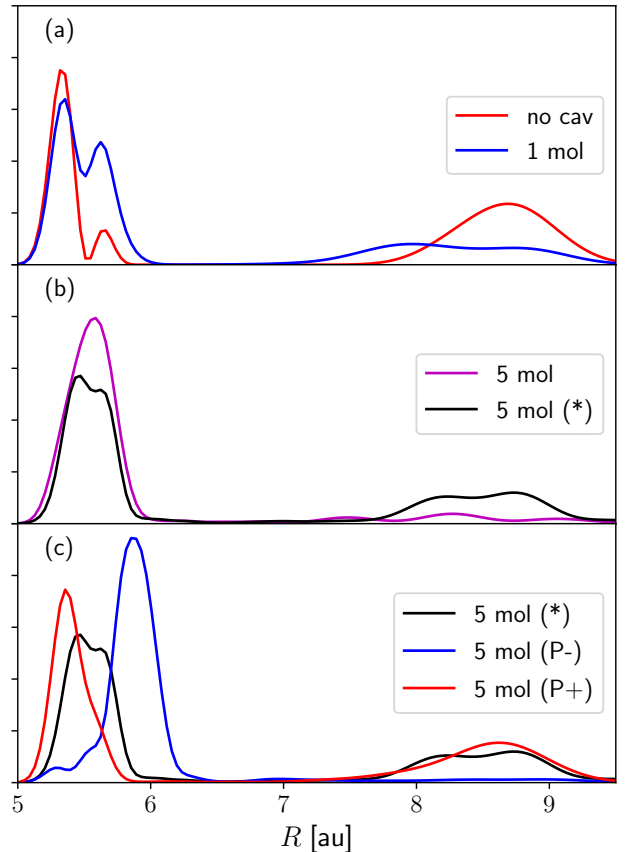 (a)
no cav
1 mol
(b)
5 mol
5 mol (*)
(c)
5 mol (*)
5 mol (P-)
5 mol (P+)
5 6 7 8 9
R [au]